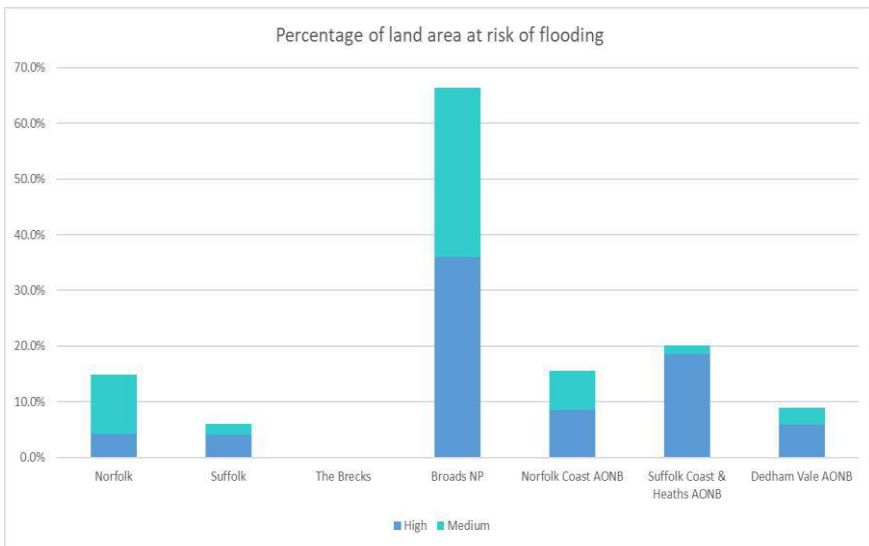 Percentage of land area at risk of flooding
70.0%
60.0%
50.0%
40.0%
30.0%
20.0%
10.0%
0.0%
Norfolk
Suffolk
The Brecks
Broads NP
Norfolk Coast AONB
Suffolk Coast &
Heaths AONB
Dedham Vale AONB
High
Medium